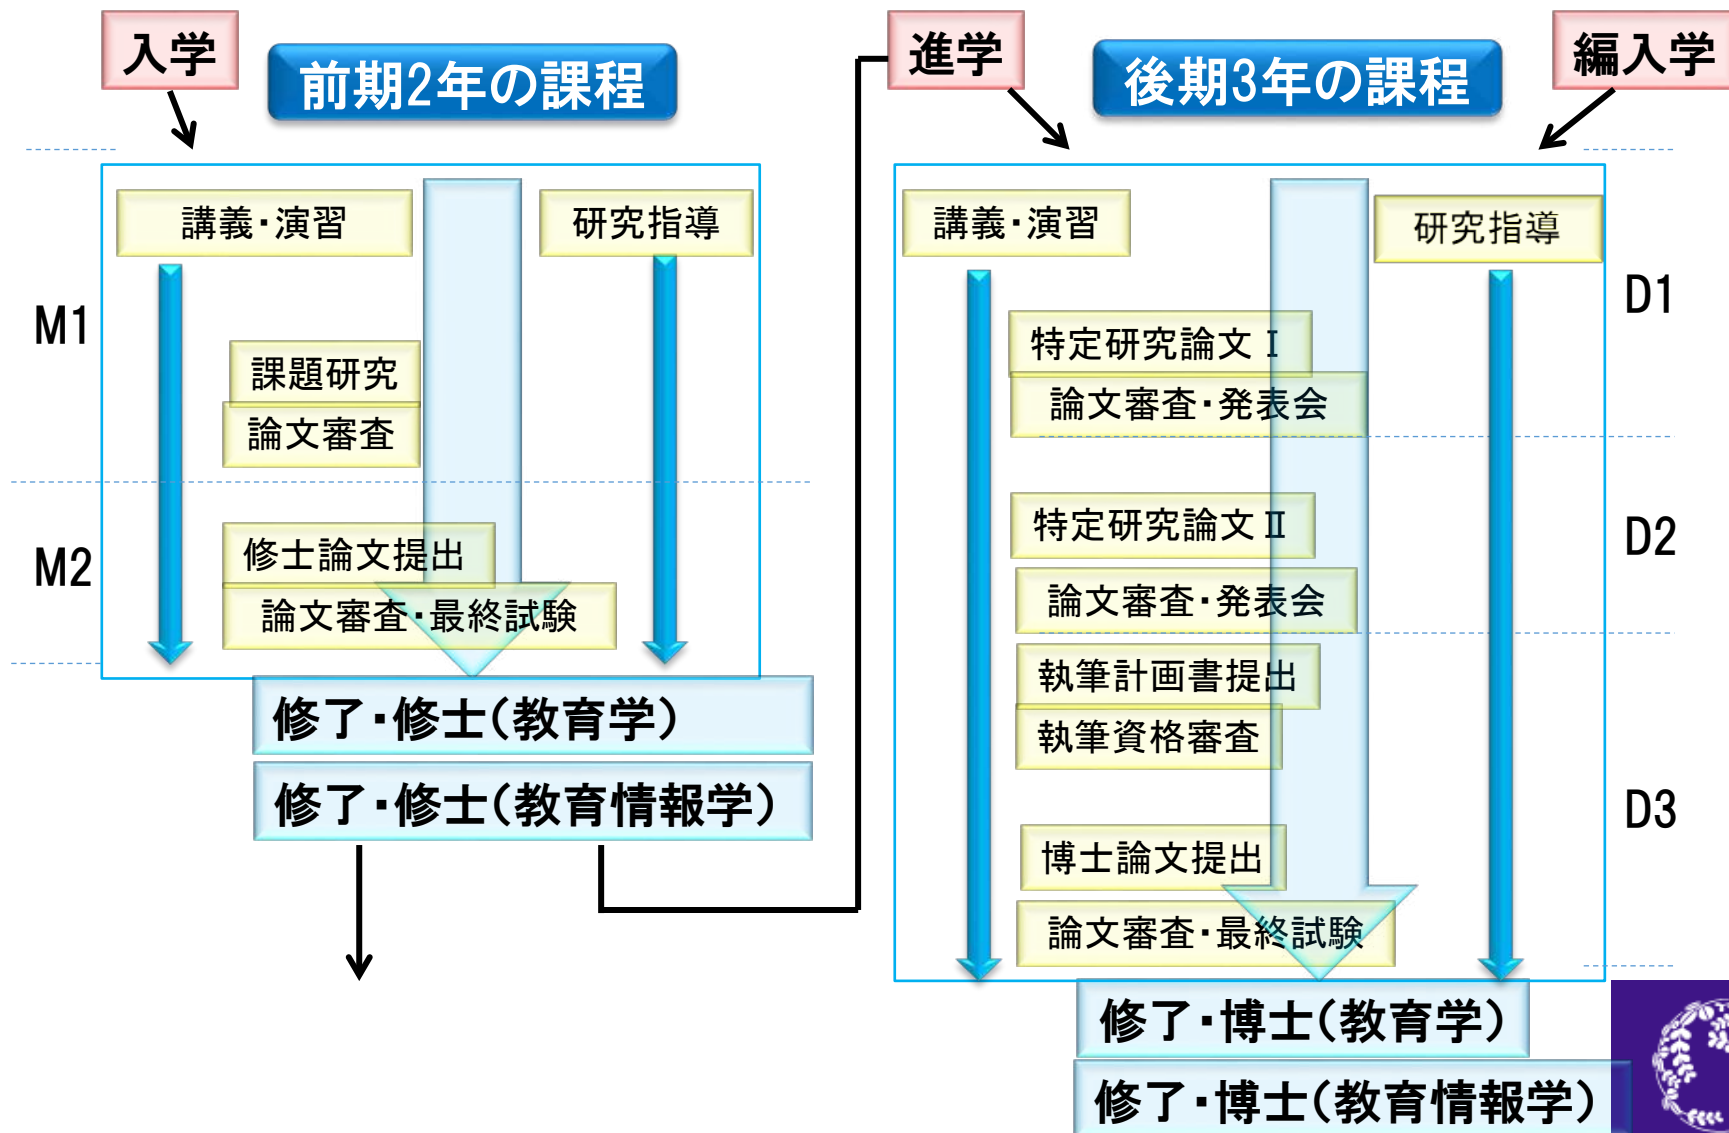 入学
前期2年の課程
M1
講義・演習
研究指導
課題研究
論文審査
M2
修士論文提出
論文審査・最終試験
修了・修士(教育学)
修了・修士(教育情報学)
進学
後期3年の課程
編入学
講義・演習
研究指導
D1
特定研究論文Ⅰ
論文審査・発表会
特定研究論文Ⅱ
D2
論文審査・発表会
執筆計画書提出
執筆資格審査
D3
博士論文提出
論文審査・最終試験
修了・博士(教育学)
修了・博士(教育情報学)